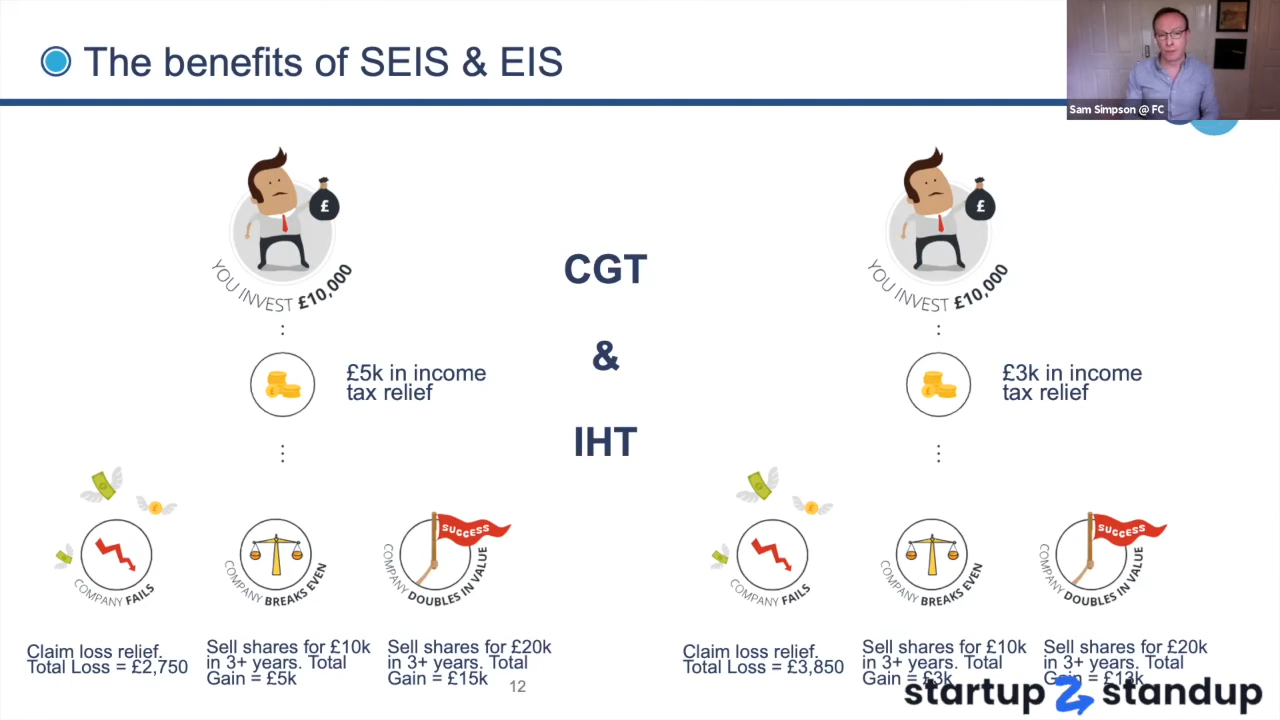 The benefits of SEIS & EIS
Sam Simpson @ FC
£
YOU INVEST £10,000
£5k in income
tax relief
COMPANY FAILS
COMPANY BREAKS EVEN
SUCCESS
COMPANY DOUBLES IN VALUE
Claim loss relief.
Total Loss = £2,750
Sell shares for £10k
in 3+ years. Total
Gain = £5k
Sell shares for £20k
in 3+ years. Total
Gain = £15k
CGT
&
IHT
£
YOU INVEST £10,000
£3k in income
tax relief
COMPANY FAILS
COMPANY BREAKS EVEN
SUCCESS
COMPANY DOUBLES IN VALUE
Claim loss relief.
Total Loss = £3,850
Sell shares for £10k
in 3+ years. Total
Gain = £3k
Sell shares for £20k
in 3+ years. Total
Gain = £13k
12
startup 2 standup